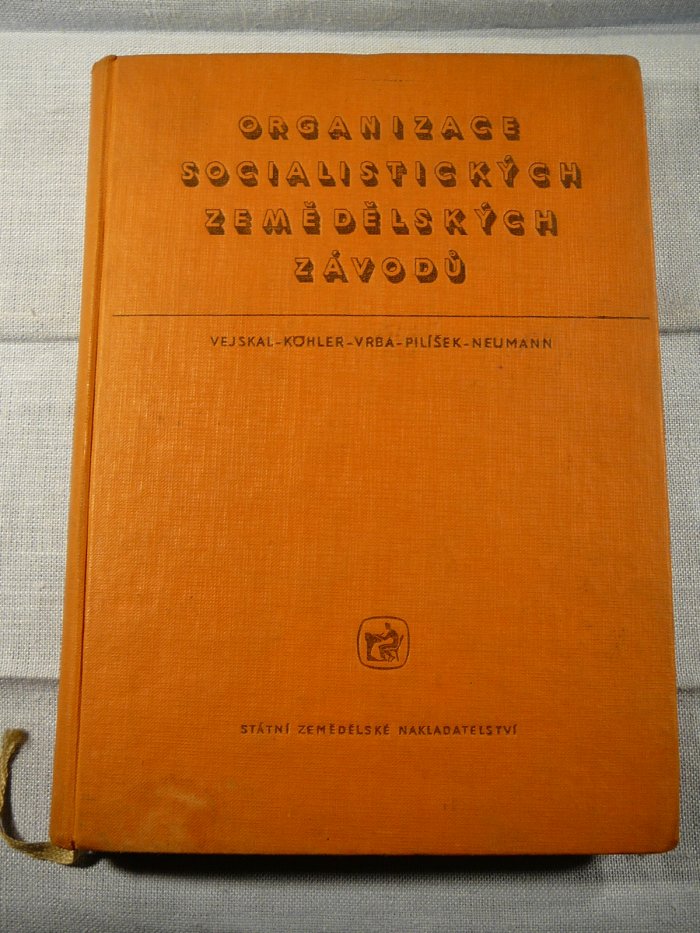 ORGANIZACE
SOCIALISTICKÝCH
ZEMĚDĚLSKÝCH
ZÁVODŮ
VEJSKAL-KÖHLER-VRBA-PILÍŠEK-NEUMANN
STÁTNÍ ZEMĚDĚLSKÉ NAKLADATELSTVÍ